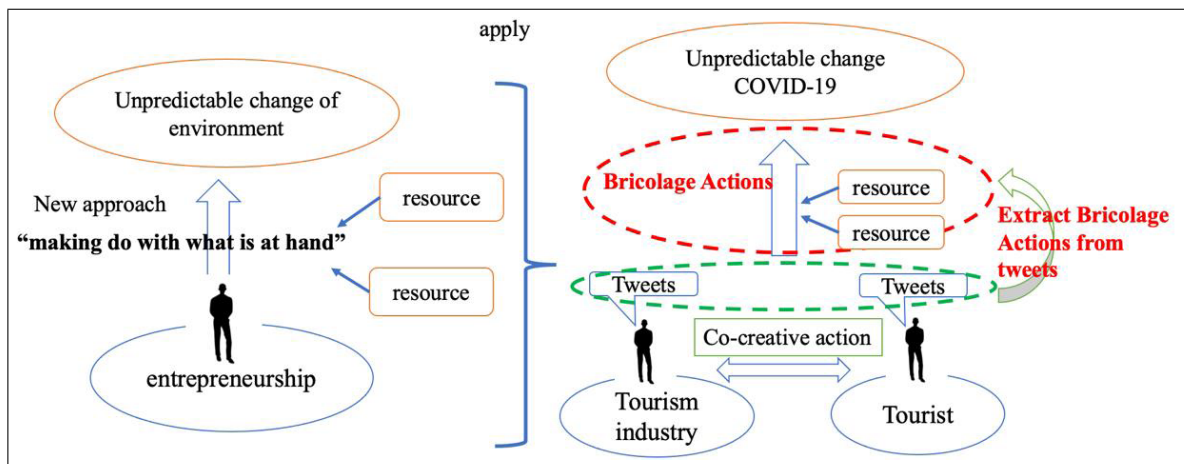 apply
Unpredictable change of
environment
New approach
“making do with what is at hand”
resource
resource
entrepreneurship
Unpredictable change
COVID-19
Bricolage Actions
resource
resource
Extract Bricolage
Actions from
tweets
Tweets
Tweets
Co-creative action
Tourism
industry
Tourist